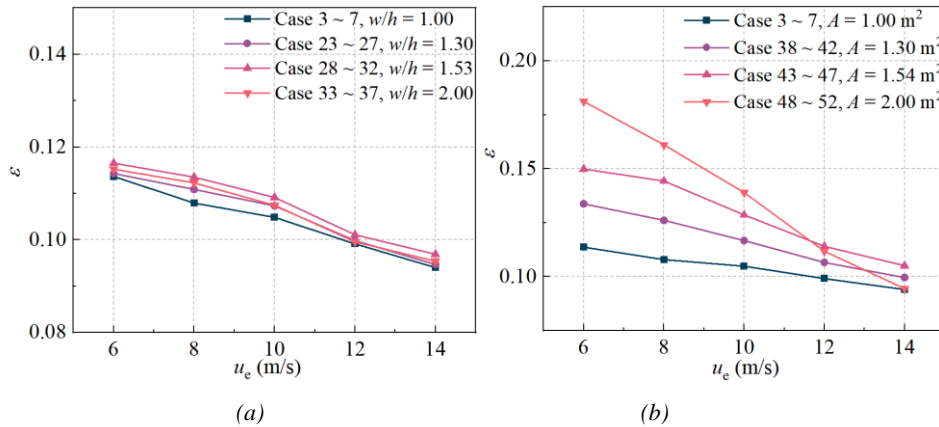 (a)
Case 3 ~ 7, w/h = 1.00
Case 23 ~ 27, w/h = 1.30
Case 28 ~ 32, w/h = 1.53
Case 33 ~ 37, w/h = 2.00
0.14
0.12
0.10
0.08
ε
6 8 10 12 14
uₑ (m/s)
(a)
(b)
Case 3 ~ 7, A = 1.00 m²
Case 38 ~ 42, A = 1.30 m²
Case 43 ~ 47, A = 1.54 m²
Case 48 ~ 52, A = 2.00 m²
0.20
0.15
0.10
ε
6 8 10 12 14
uₑ (m/s)
(b)